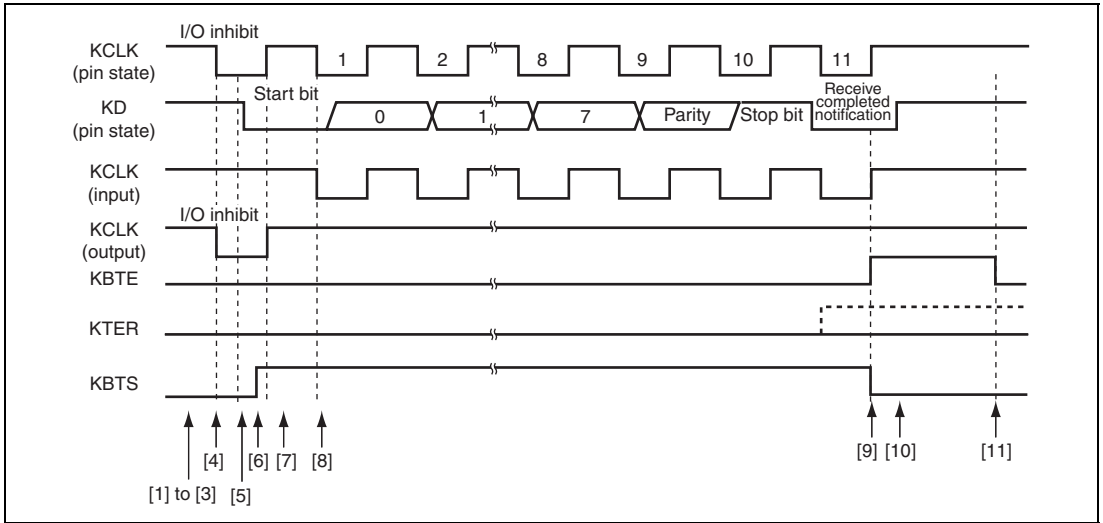 I/O inhibit
KCLK
(pin state)
1 2 8 9 10 11
KD
(pin state)
Start bit
0 1 7 Parity Stop bit
Receive
completed
notification
KCLK
(input)
I/O inhibit
KCLK
(output)
KBTE
KTER
KBTS
[4] [6] [7] [8] [9] [10] [11]
[1] to [3] [5]